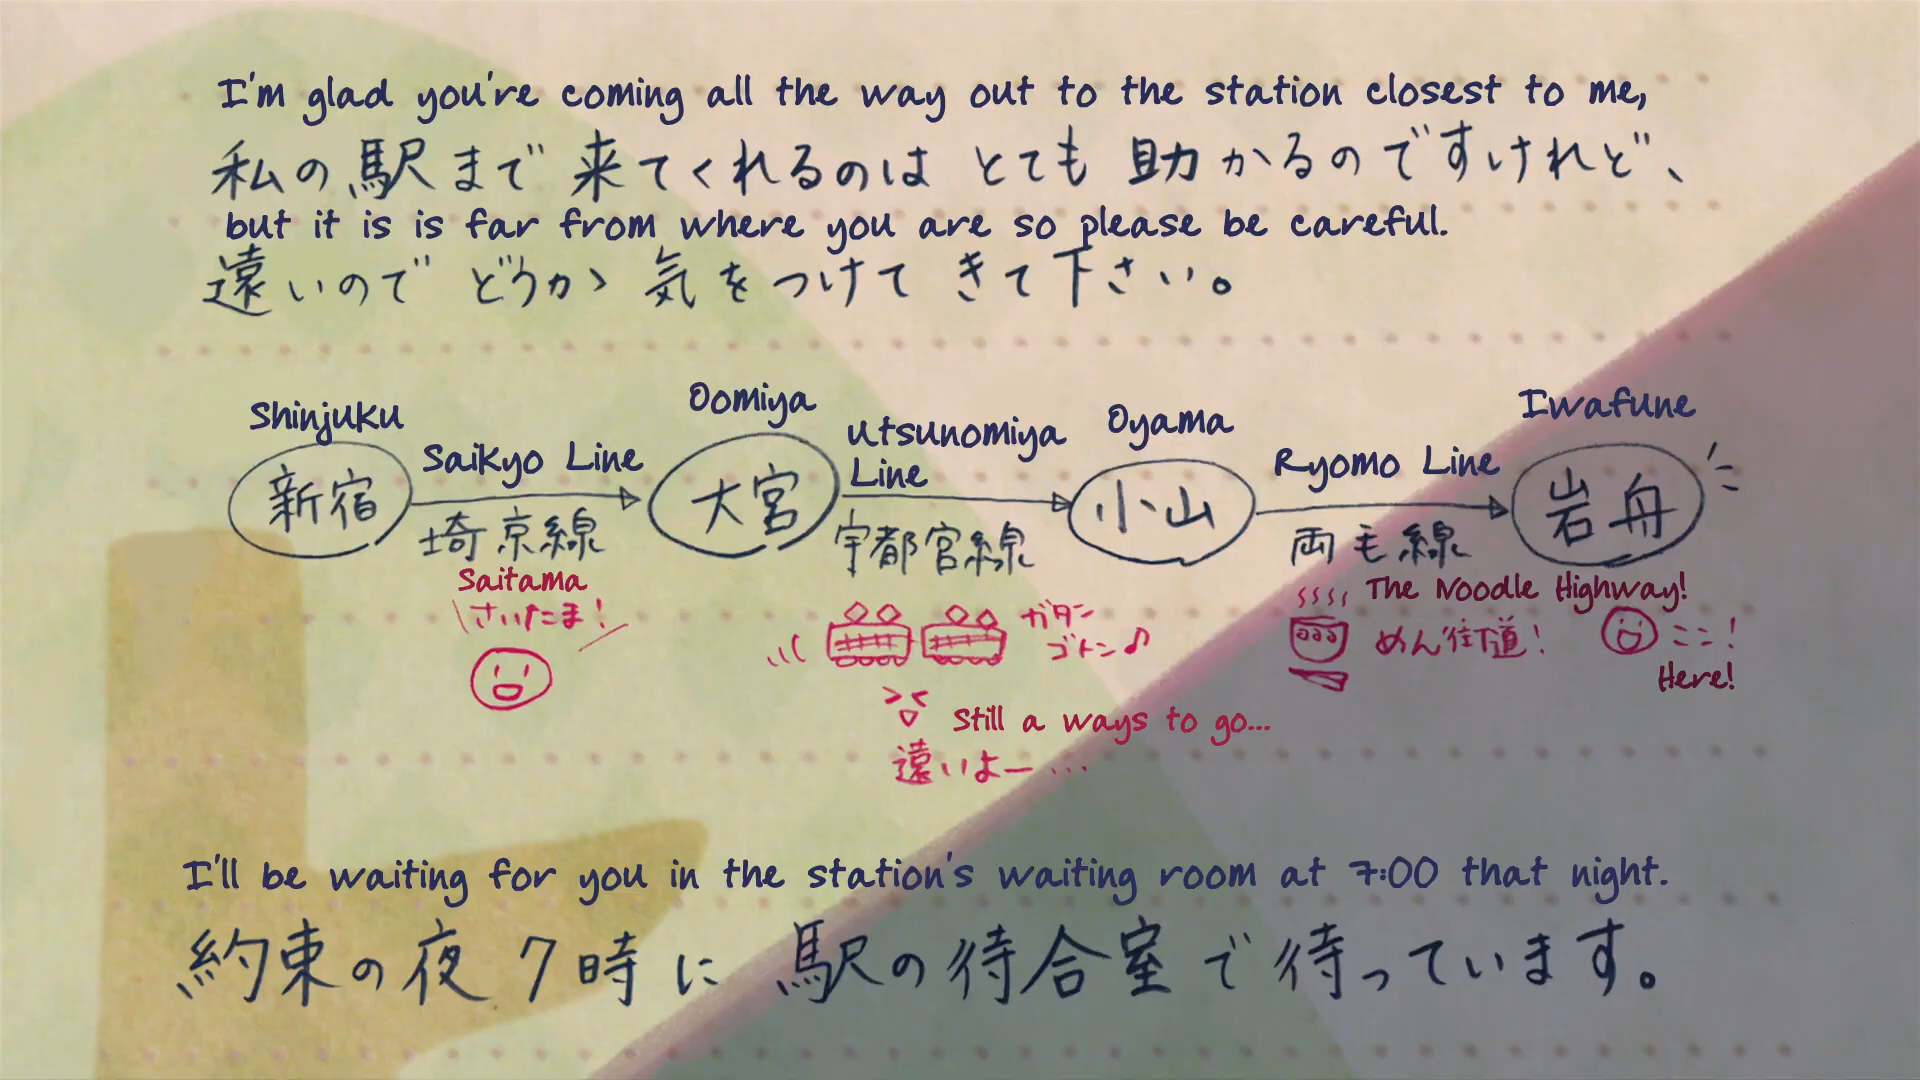 I'm glad you're coming all the way out to the station closest to me,
私の駅まで来てくれるのはとても助かるのですけれど、
but it is is far from where you are so please be careful.
遠いのでどうか気をつけてきて下さい。
Shinjuku
Saikyo Line
Oomiya
Utsunomiya
Line
Oyama
Ryomo Line
Iwafune
新宿
埼京線
大宮
宇都宮線
小山
両毛線
岩舟
Saitama
さいたま!
ガタン
ゴトン♪
Still a ways to go...
遠いよー…
The Noodle Highway!
めん街道!
ここ!
Here!
I'll be waiting for you in the station's waiting room at 7:00 that night.
約束の夜7時に駅の待合室で待っています。